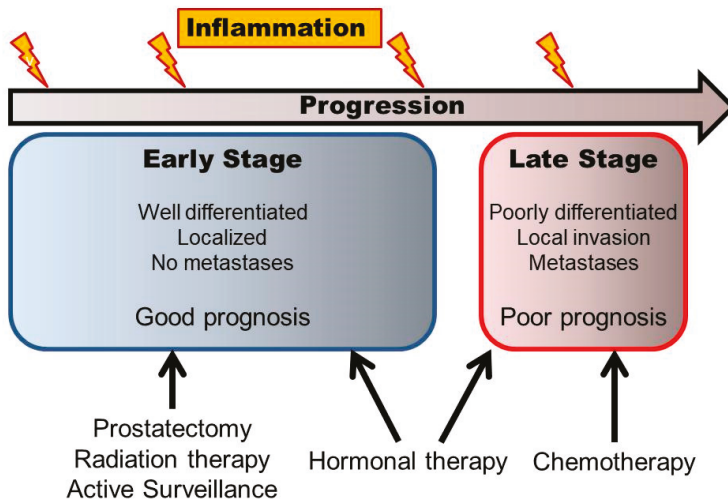 Inflammation
Progression
Early Stage
Well differentiated
Localized
No metastases
Good prognosis
Late Stage
Poorly differentiated
Local invasion
Metastases
Poor prognosis
Prostatectomy
Radiation therapy
Active Surveillance
Hormonal therapy
Chemotherapy